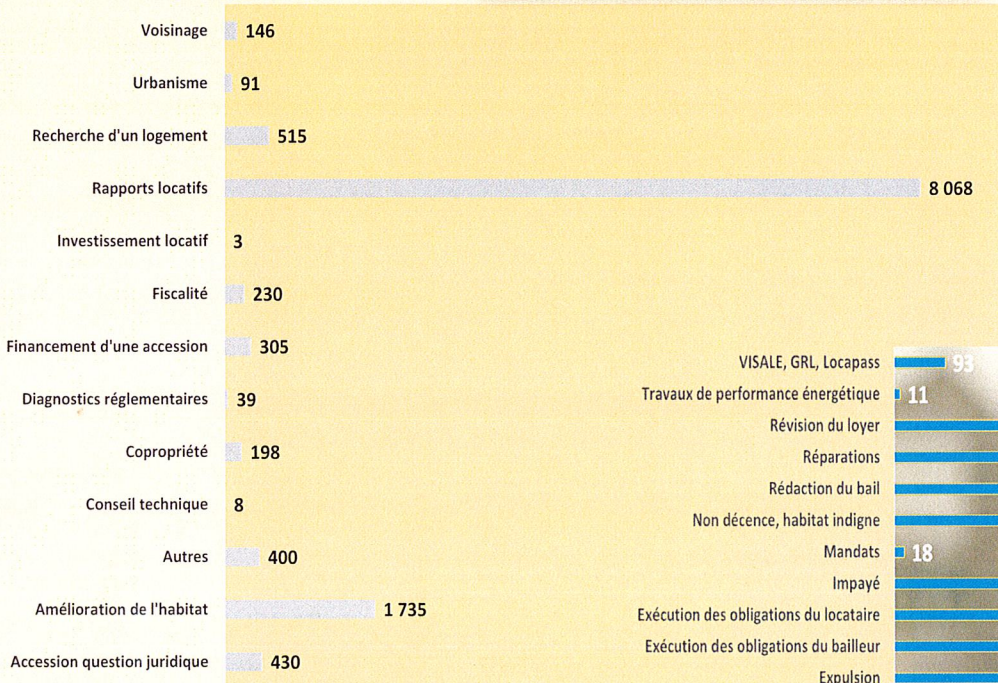 Voisinage 146
Urbanisme 91
Recherche d'un logement 515
Rapports locatifs 8 068
Investissement locatif 3
Fiscalité 230
Financement d'une accession 305
Diagnostics réglementaires 39
Copropriété 198
Conseil technique 8
Autres 400
Amélioration de l'habitat 1 735
Accession question juridique 430
VISALE, GRL, Locapass 93
Travaux de performance énergétique 11
Révision du loyer
Réparations
Rédaction du bail
Non décence, habitat indigne
Mandats 18
Impayé
Exécution des obligations du locataire
Exécution des obligations du bailleur
Expulsion